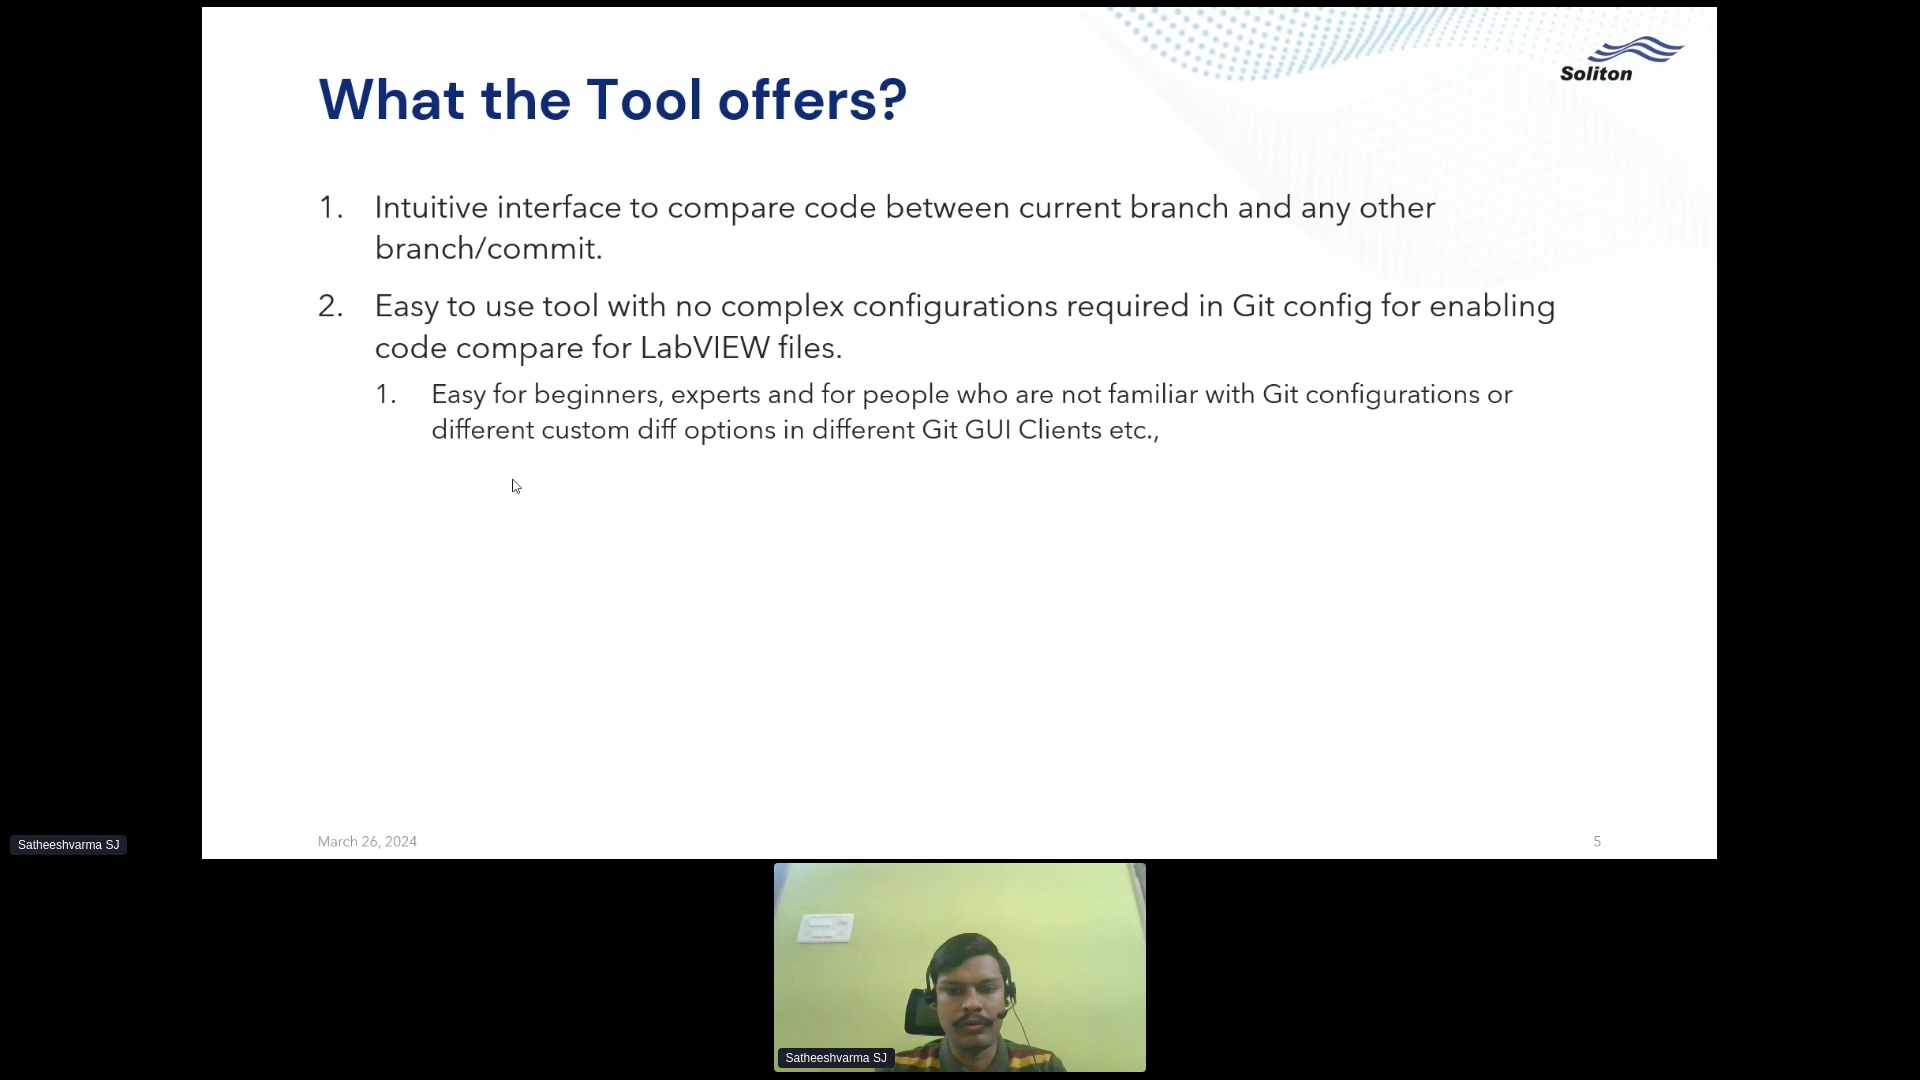 Soliton
What the Tool offers?
1. Intuitive interface to compare code between current branch and any other
branch/commit.
2. Easy to use tool with no complex configurations required in Git config for enabling
code compare for LabVIEW files.
1. Easy for beginners, experts and for people who are not familiar with Git configurations or
different custom diff options in different Git GUI Clients etc.,
March 26, 2024
5
Satheeshvarma SJ
Satheeshvarma SJ